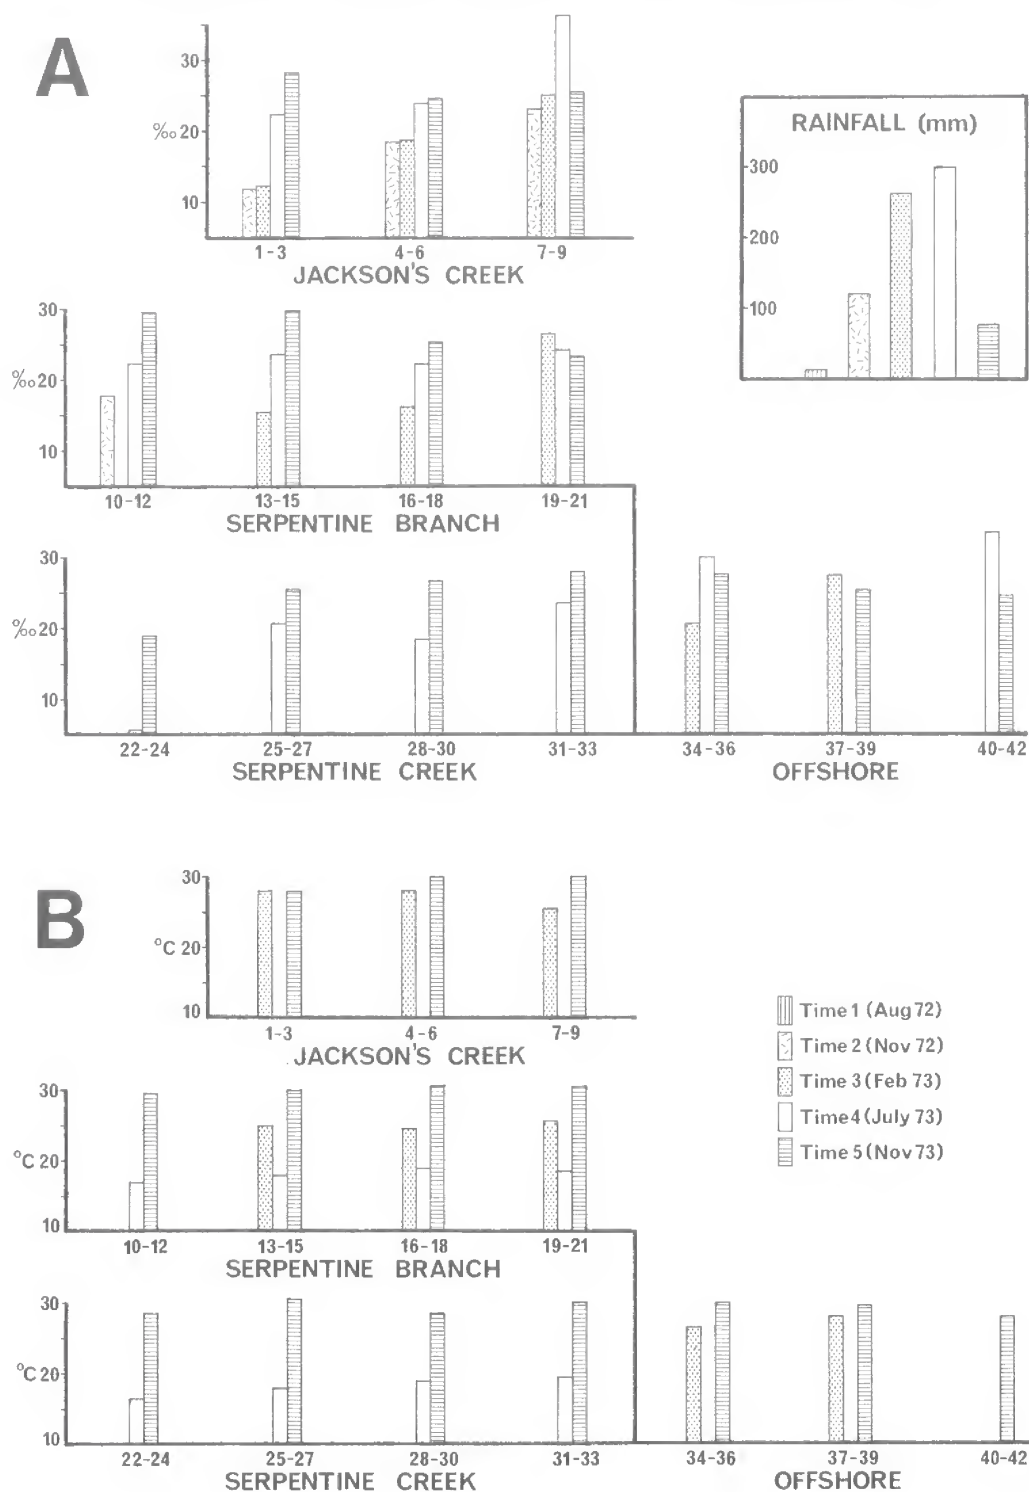 A
30
‰ 20
10
1-3 4-6 7-9
JACKSON'S CREEK
RAINFALL (mm)
300
200
100
30
‰ 20
10
10-12 13-15 16-18 19-21
SERPENTINE BRANCH
30
‰ 20
10
22-24 25-27 28-30 31-33 34-36 37-39 40-42
SERPENTINE CREEK OFFSHORE
B
30
°C 20
10
1-3 4-6 7-9
JACKSON'S CREEK
Time 1 (Aug 72)
Time 2 (Nov 72)
Time 3 (Feb 73)
Time 4 (July 73)
Time 5 (Nov 73)
30
°C 20
10
10-12 13-15 16-18 19-21
SERPENTINE BRANCH
30
°C 20
10
22-24 25-27 28-30 31-33 34-36 37-39 40-42
SERPENTINE CREEK OFFSHORE